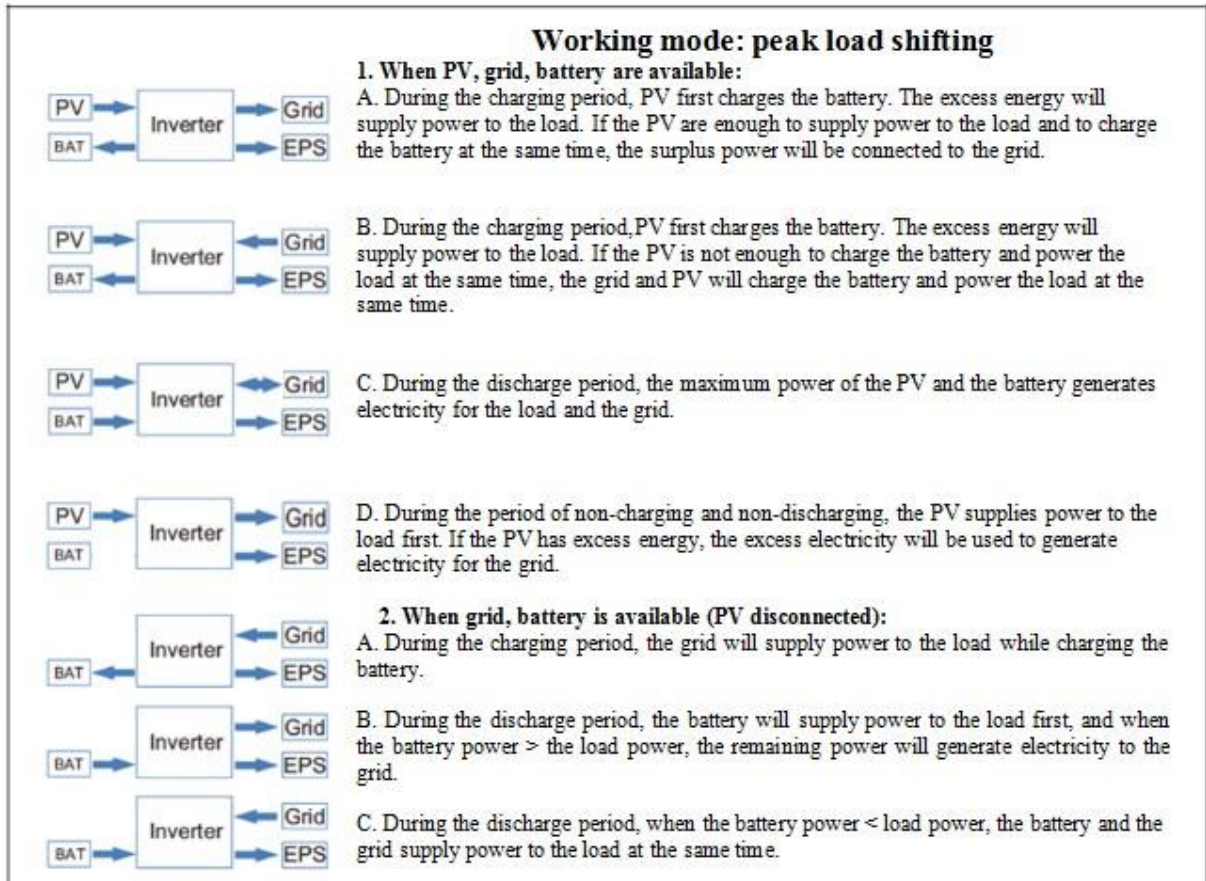 Working mode: peak load shifting
1. When PV, grid, battery are available:
PV
Inverter
Grid
BAT
EPS
A. During the charging period, PV first charges the battery. The excess energy will
supply power to the load. If the PV are enough to supply power to the load and to charge
the battery at the same time, the surplus power will be connected to the grid.
PV
Inverter
Grid
BAT
EPS
B. During the charging period,PV first charges the battery. The excess energy will
supply power to the load. If the PV is not enough to charge the battery and power the
load at the same time, the grid and PV will charge the battery and power the load at the
same time.
PV
Inverter
Grid
BAT
EPS
C. During the discharge period, the maximum power of the PV and the battery generates
electricity for the load and the grid.
PV
Inverter
Grid
BAT
EPS
D. During the period of non-charging and non-discharging, the PV supplies power to the
load first. If the PV has excess energy, the excess electricity will be used to generate
electricity for the grid.
2. When grid, battery is available (PV disconnected):
Inverter
Grid
BAT
EPS
A. During the charging period, the grid will supply power to the load while charging the
battery.
Inverter
Grid
BAT
EPS
B. During the discharge period, the battery will supply power to the load first, and when
the battery power > the load power, the remaining power will generate electricity to the
grid.
Inverter
Grid
BAT
EPS
C. During the discharge period, when the battery power < load power, the battery and the
grid supply power to the load at the same time.